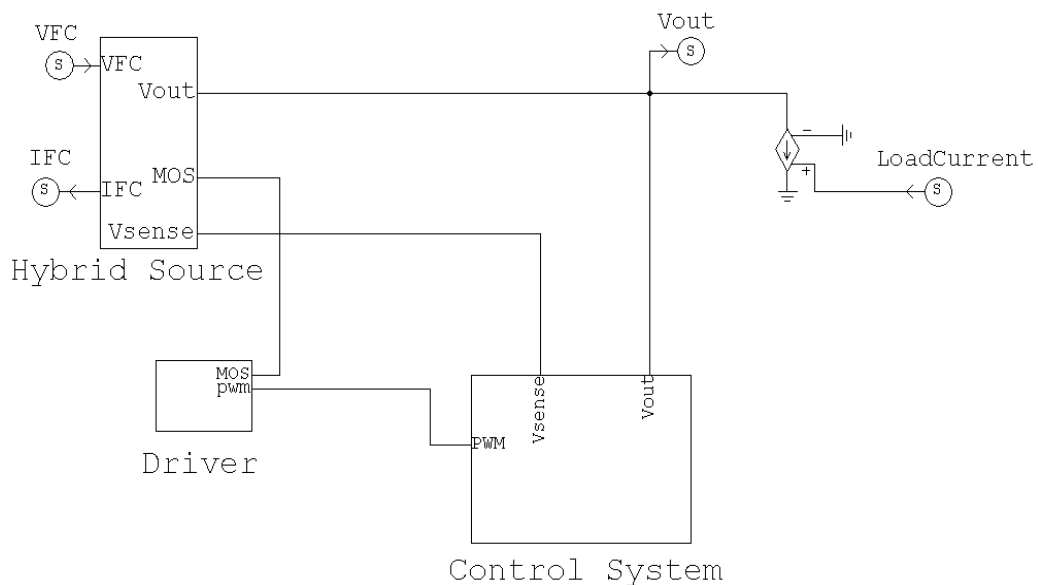 Vout
VFC
S
S
VFC
Vout
IFC
LoadCurrent
MOS
S
IFC
S
Vsense
Hybrid Source
MOS
pwm
Vsense
Vout
PWM
Driver
Control System